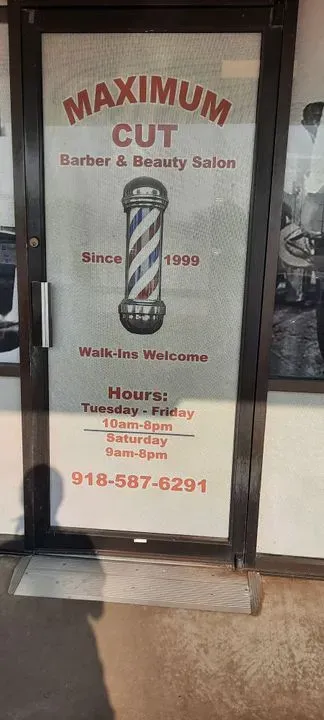 MAXIMUM
CUT
Barber & Beauty Salon
Since 1999
Walk-Ins Welcome
Hours:
Tuesday - Friday
10am-8pm
Saturday
9am-8pm
918-587-6291